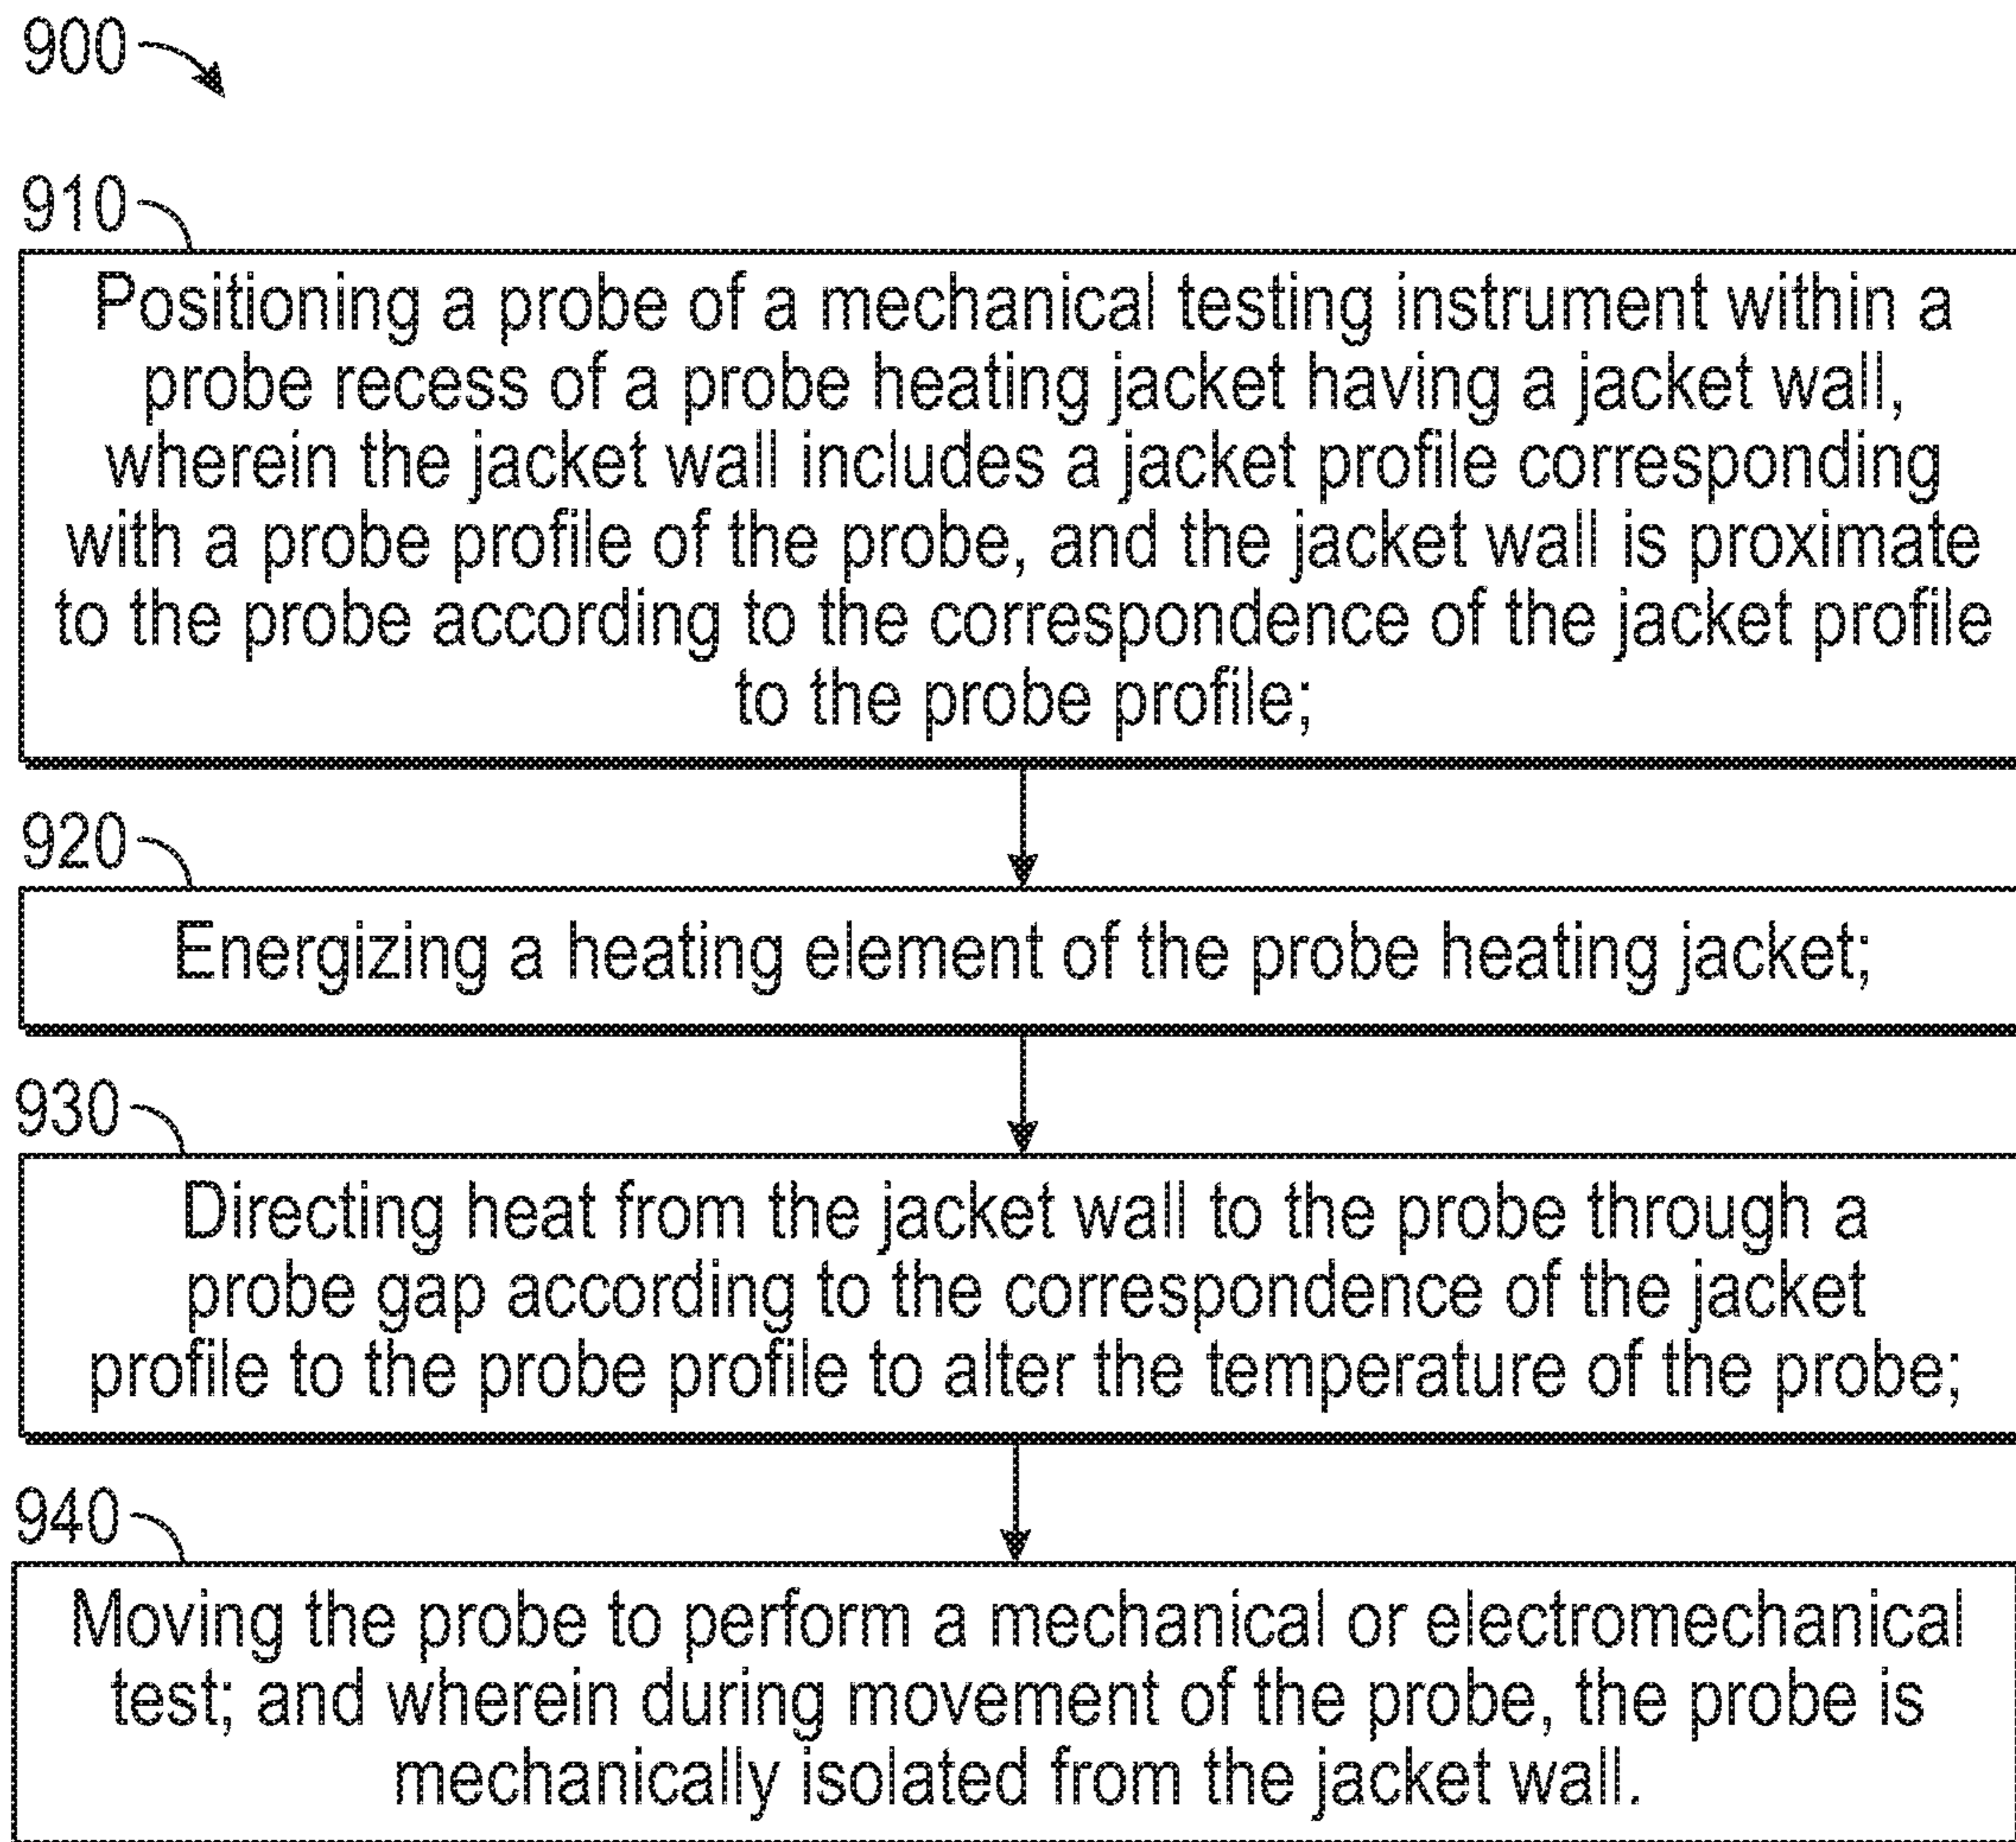 900
910
Positioning a probe of a mechanical testing instrument within a
probe recess of a probe heating jacket having a jacket wall,
wherein the jacket wall includes a jacket profile corresponding
with a probe profile of the probe, and the jacket wall is proximate
to the probe according to the correspondence of the jacket profile
to the probe profile;
920
Energizing a heating element of the probe heating jacket;
930
Directing heat from the jacket wall to the probe through a
probe gap according to the correspondence of the jacket
profile to the probe profile to alter the temperature of the probe;
940
Moving the probe to perform a mechanical or electromechanical
test; and wherein during movement of the probe, the probe is
mechanically isolated from the jacket wall.